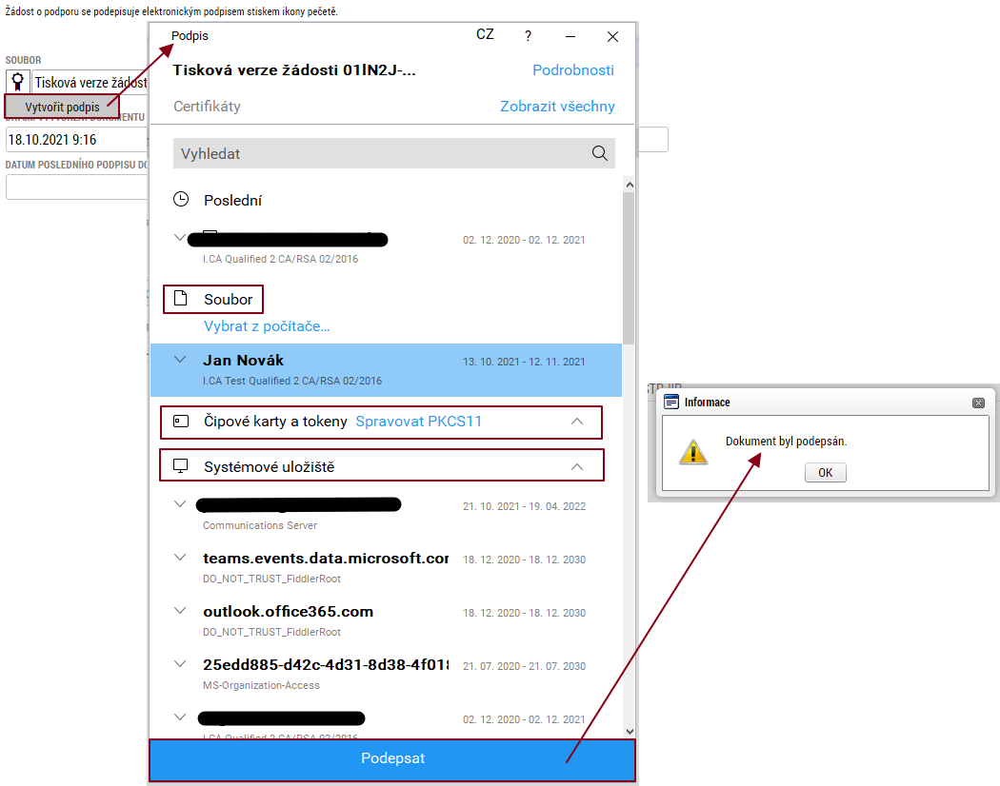 Žádost o podporu se podepisuje elektronickým podpisem stiskem ikony pečetě.
SOUBOR
Tisková verze žádost
Vytvořit podpis
18.10.2021 9:16
DATUM POSLEDNÍHO PODPISU DO
Podpis
CZ ?
Tisková verze žádosti 01lN2J-...
Podrobnosti
Certifikáty
Zobrazit všechny
Vyhledat
Poslední
02. 12. 2020 - 02. 12. 2021
I.CA Qualified 2 CA/RSA 02/2016
Soubor
Vybrat z počítače...
Jan Novák
13. 10. 2021 - 12. 11. 2021
I.CA Test Qualified 2 CA/RSA 02/2016
Čipové karty a tokeny Spravovat PKCS11
Systémové uložiště
21. 10. 2021 - 19. 04. 2022
Communications Server
teams.events.data.microsoft.cor
18. 12. 2020 - 18. 12. 2030
DO_NOT_TRUST_FiddlerRoot
outlook.office365.com
18. 12. 2020 - 18. 12. 2030
DO_NOT_TRUST_FiddlerRoot
25edd885-d42c-4d31-8d38-4f018
21. 07. 2020 - 21. 07. 2030
MS-Organization-Access
02. 12. 2020 - 02. 12. 2021
I.CA Qualified 2 CA/RSA 02/2016
Podepsat
Informace
Dokument byl podepsán.
OK